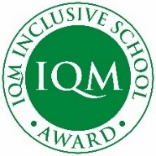 IQM INCLUSIVE SCHOOL
IQM
• AWARD •